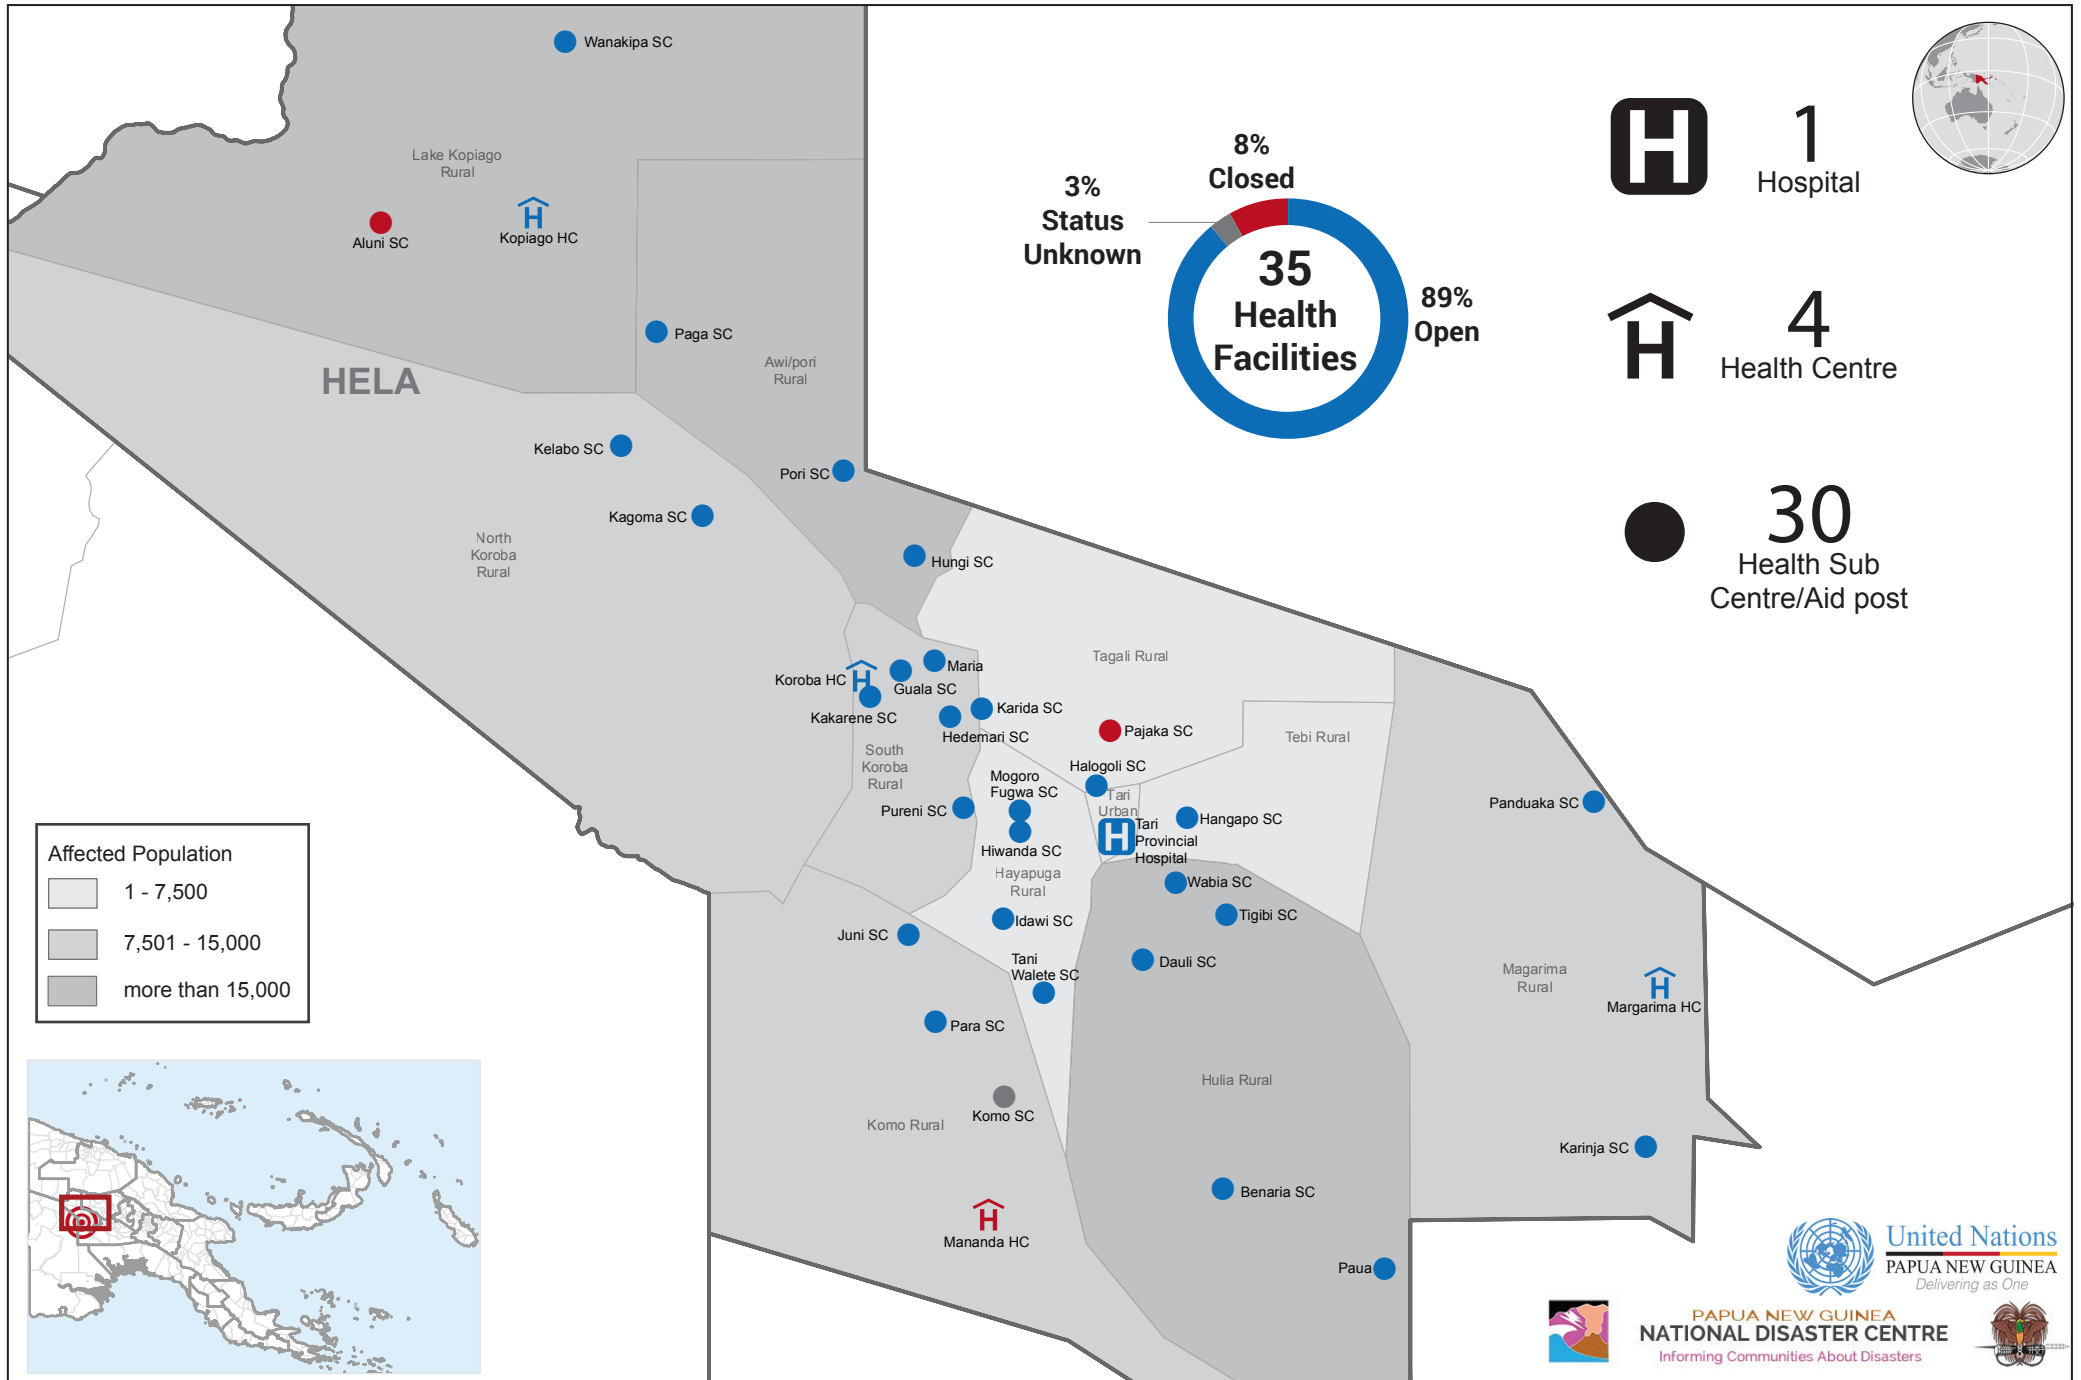 Wanakipa SC
Lake Kopiago
Rural
Aluni SC
Kopiago HC
Paga SC
Awi/pori
Rural
HELA
Kelabo SC
Pori SC
Kagoma SC
North
Koroba
Rural
Hungi SC
8%
Closed
3%
Status
Unknown
35
Health
Facilities
89%
Open
H
1
Hospital
H
4
Health Centre
30
Health Sub
Centre/Aid post
Tagali Rural
Maria
Koroba HC
H
Guala SC
Kakarene SC
Karida SC
Hedemari SC
Pajaka SC
Tebi Rural
South
Koroba
Rural
Halogoli SC
Mogoro
Fugwa SC
Tari
Urban
Pureni SC
Hangapo SC
H
Tari
Provincial
Hospital
Hiwanda SC
Hayapuga
Rural
Panduaka SC
Wabia SC
Tigibi SC
Idawi SC
Juni SC
Dauli SC
Tani
Walete SC
Magarima
Rural
H
Margarima HC
Para SC
Hulia Rural
Komo SC
Komo Rural
Karinja SC
Benaria SC
H
Mananda HC
Paua
Affected Population
1 - 7,500
7,501 - 15,000
more than 15,000
United Nations
PAPUA NEW GUINEA
Delivering as One
PAPUA NEW GUINEA
NATIONAL DISASTER CENTRE
Informing Communities About Disasters